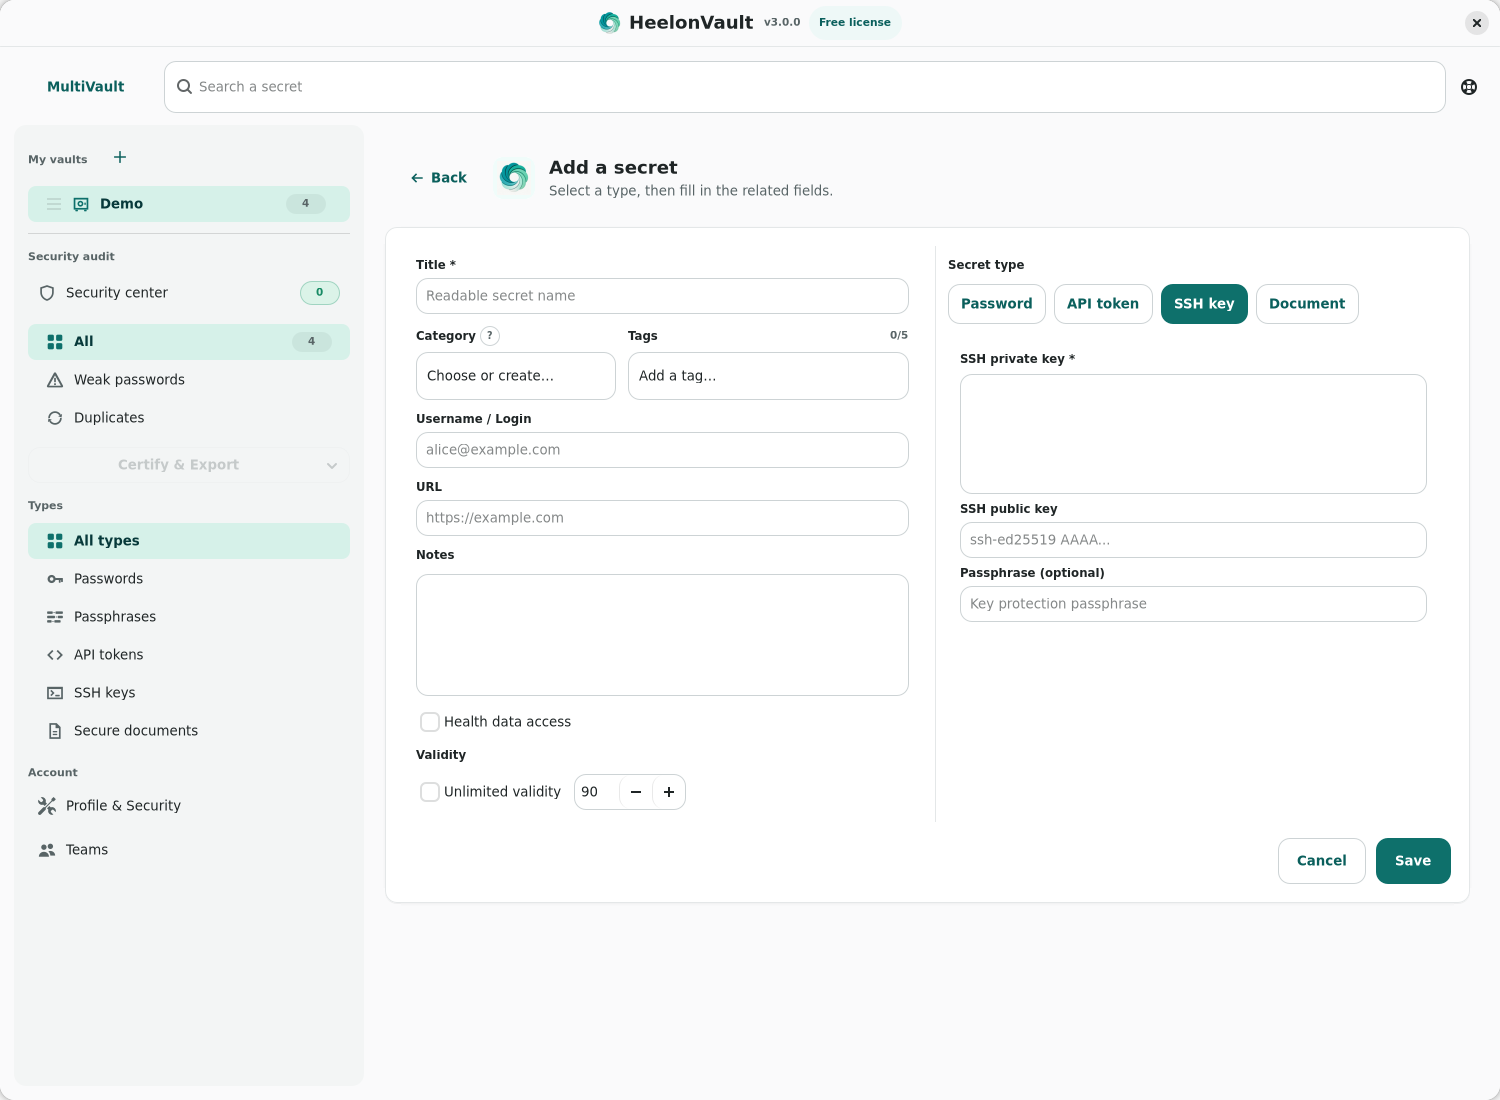 HeelonVault v3.0.0 Free license
MultiVault
Search a secret
My vaults
Demo 4
Security audit
Security center 0
All 4
Weak passwords
Duplicates
Certify & Export
Types
All types
Passwords
Passphrases
API tokens
SSH keys
Secure documents
Account
Profile & Security
Teams
Back
Add a secret
Select a type, then fill in the related fields.
Title *
Readable secret name
Category ? Tags 0/5
Choose or create... Add a tag...
Username / Login
alice@example.com
URL
https://example.com
Notes
Health data access
Validity
Unlimited validity 90
Secret type
Password API token SSH key Document
SSH private key *
SSH public key
ssh-ed25519 AAAA...
Passphrase (optional)
Key protection passphrase
Cancel Save